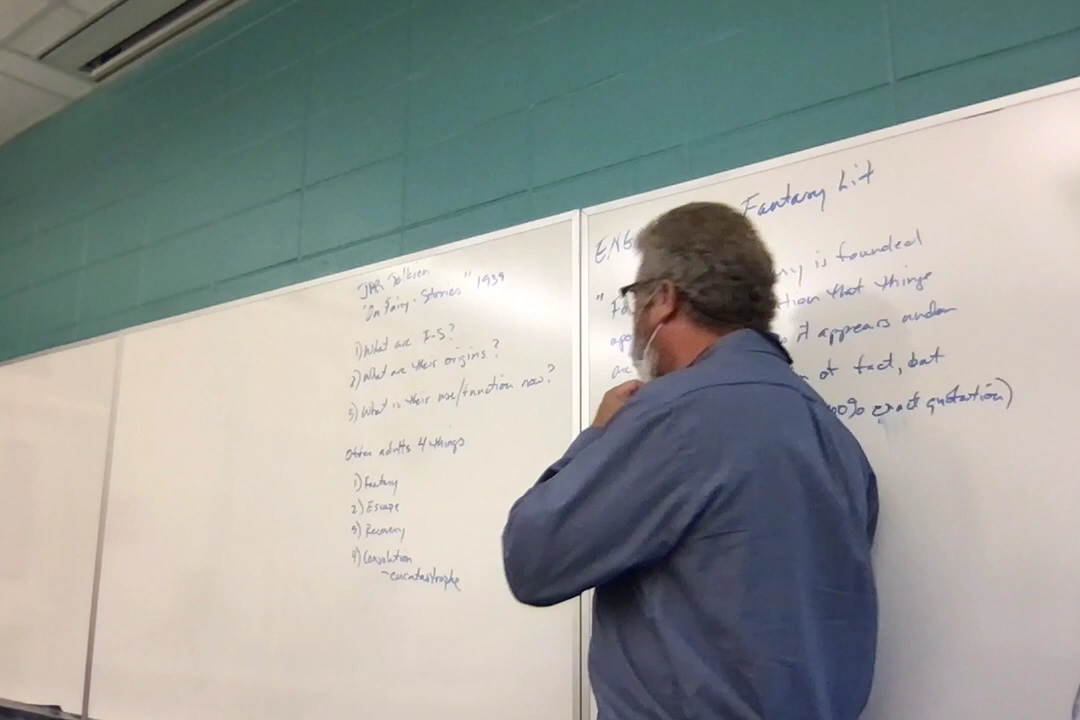 JRR Tolkien
"On Fairy-Stories" 1939
1) What are F-S?
2) What are their origins?
3) What is their use/function now?
Offers adults 4 things
1) Fantasy
2) Escape
3) Recovery
4) Consolation
-eucatastrophe
ENG Fantasy Lit
" is founded
that things
it appears under
of fact, but
exact quotation)